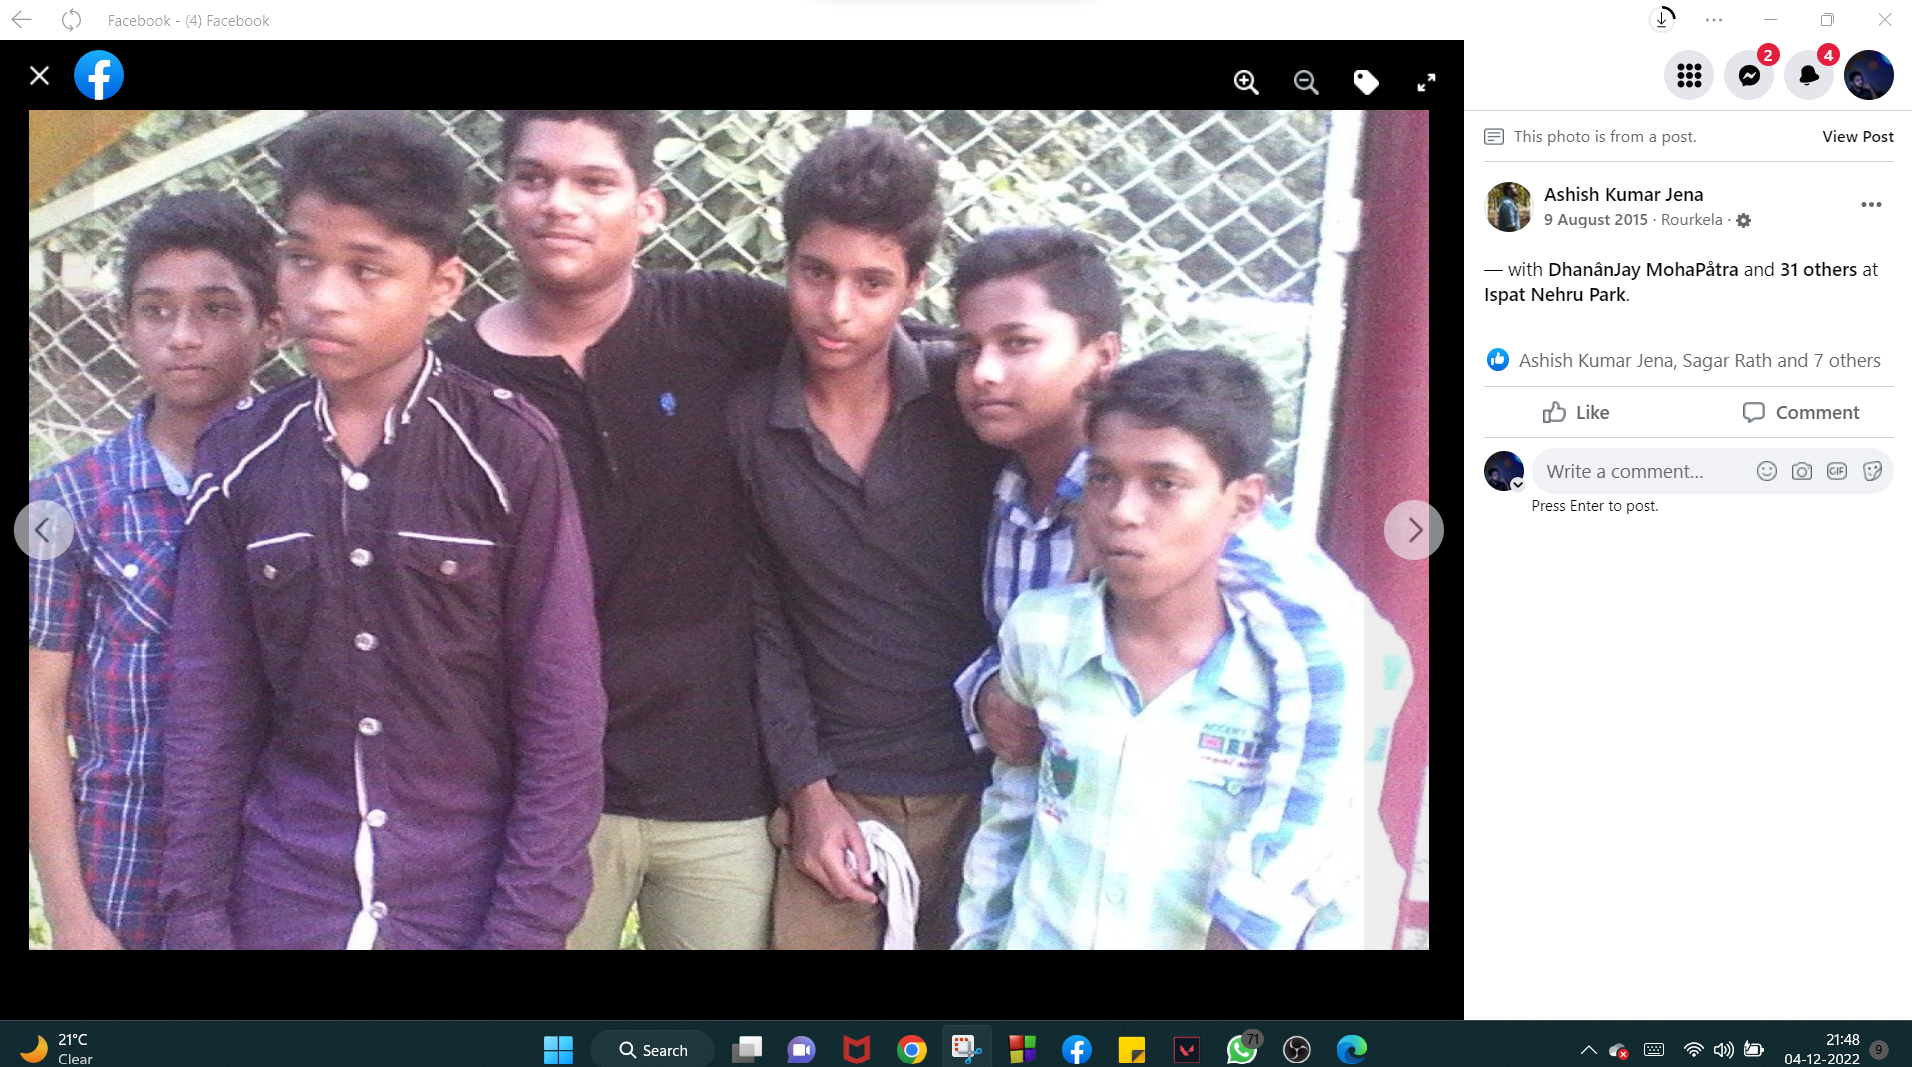 Facebook - (4) Facebook
2
4
This photo is from a post.
View Post
Ashish Kumar Jena
9 August 2015 · Rourkela ·
— with DhanânJay MohaPåtra and 31 others at
Ispat Nehru Park.
Ashish Kumar Jena, Sagar Rath and 7 others
Like
Comment
Write a comment...
GIF
Press Enter to post.
21°C
Clear
Search
71
21:48
04-12-2022
9